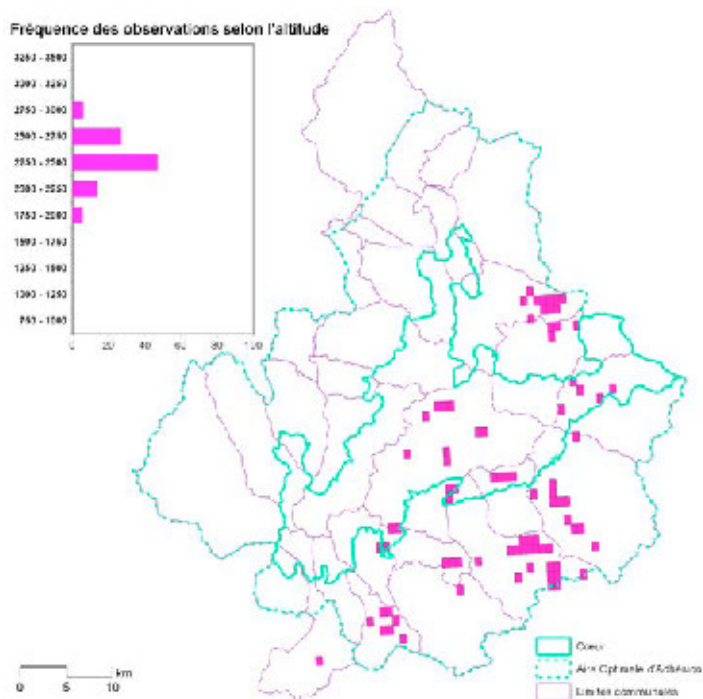 Fréquence des observations selon l'altitude
3250 - 3500
3000 - 3250
2750 - 3000
2500 - 2750
2250 - 2500
2000 - 2250
1750 - 2000
1500 - 1750
1250 - 1500
1000 - 1250
750 - 1000
0 20 40 60 80 100
0 5 10
km
Coeur
Aire Optimale d'Adhésion
Limites communales